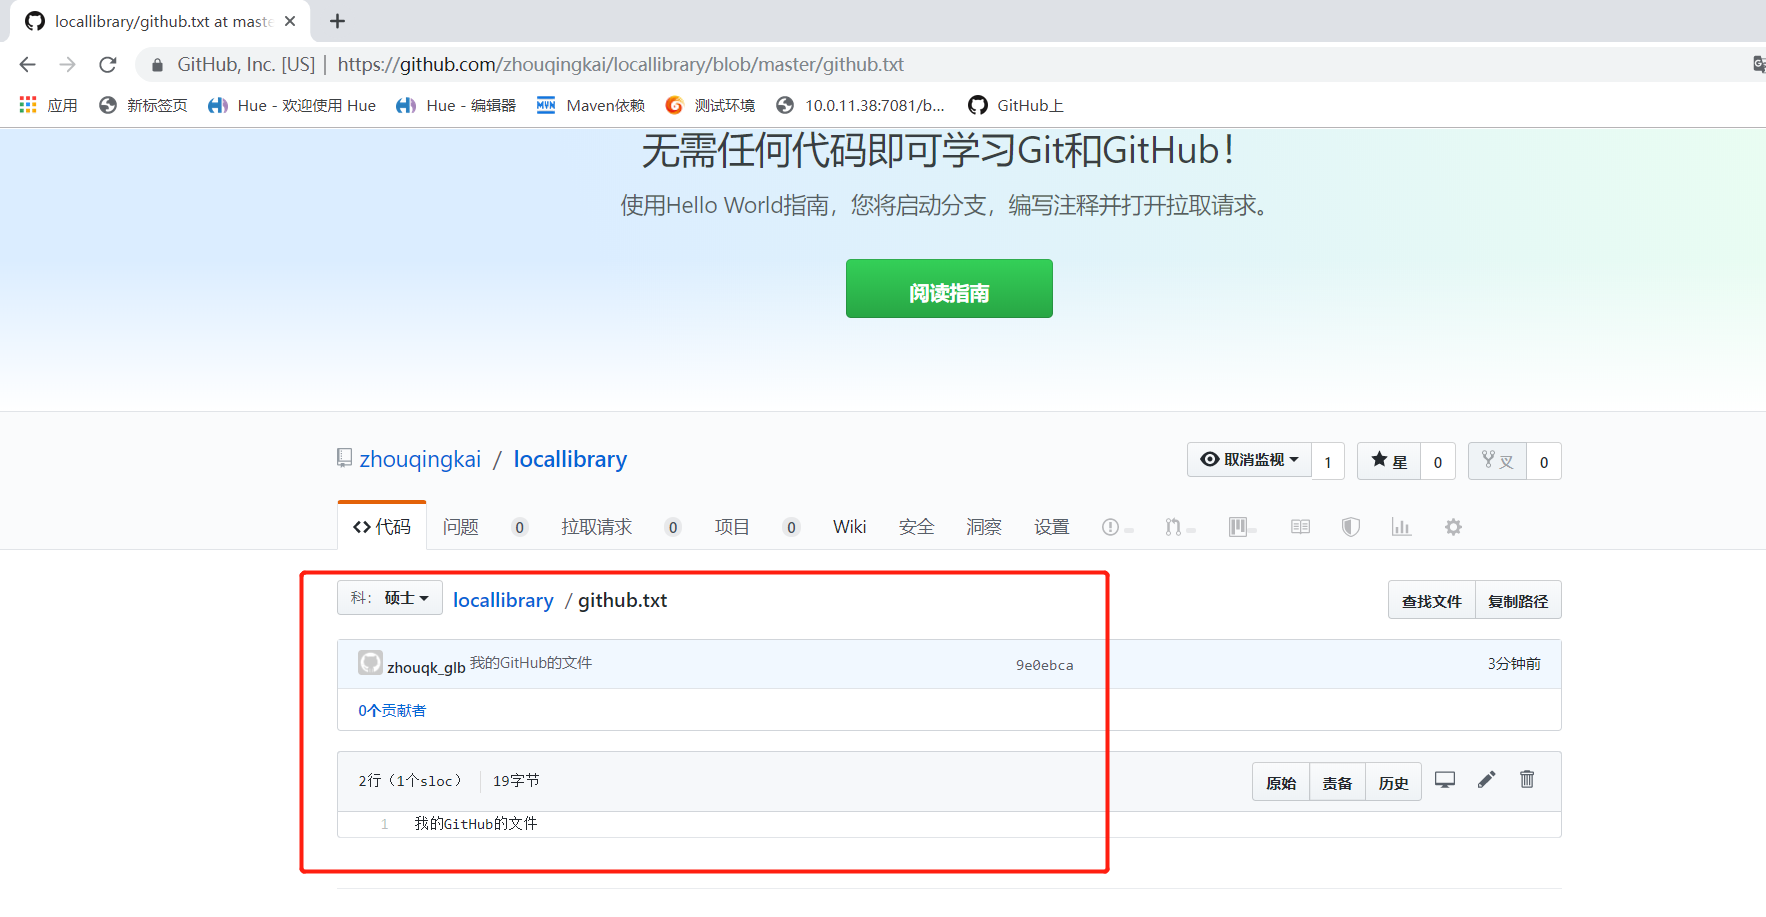 locallibrary/github.txt at maste
GitHub, Inc. [US] | https://github.com/zhouqingkai/locallibrary/blob/master/github.txt
应用 新标签页 Hue - 欢迎使用 Hue Hue - 编辑器 MVN Maven依赖 测试环境 10.0.11.38:7081/b... GitHub上
无需任何代码即可学习Git和GitHub！
使用Hello World指南，您将启动分支，编写注释并打开拉取请求。
阅读指南
zhouqingkai / locallibrary 取消监视 1 星 0 叉 0
代码 问题 0 拉取请求 0 项目 0 Wiki 安全 洞察 设置
科： 硕士 locallibrary / github.txt 查找文件 复制路径
zhouqk_glb 我的GitHub的文件 9e0ebca 3分钟前
0个贡献者
2行（1个sloc） 19字节 原始 责备 历史
1 我的GitHub的文件